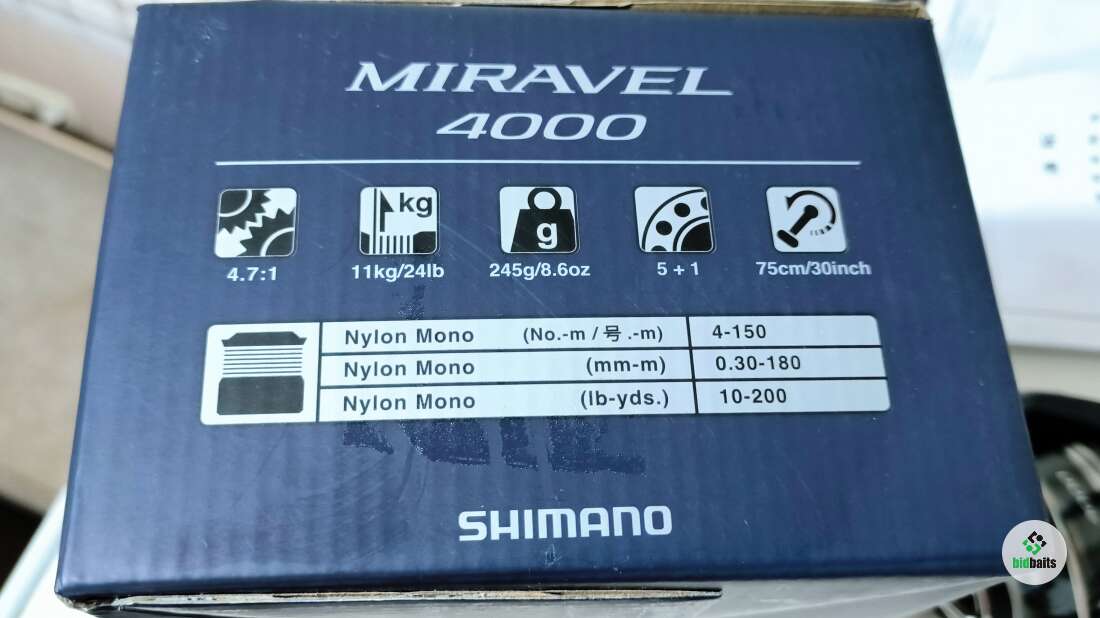 MIRAVEL
4000
kg
g
4.7:1
11kg/24lb
245g/8.6oz
5 + 1
75cm/30inch
Nylon Mono (No.-m / 号 .-m) 4-150
Nylon Mono (mm-m) 0.30-180
Nylon Mono (lb-yds.) 10-200
SHIMANO
bidbaits